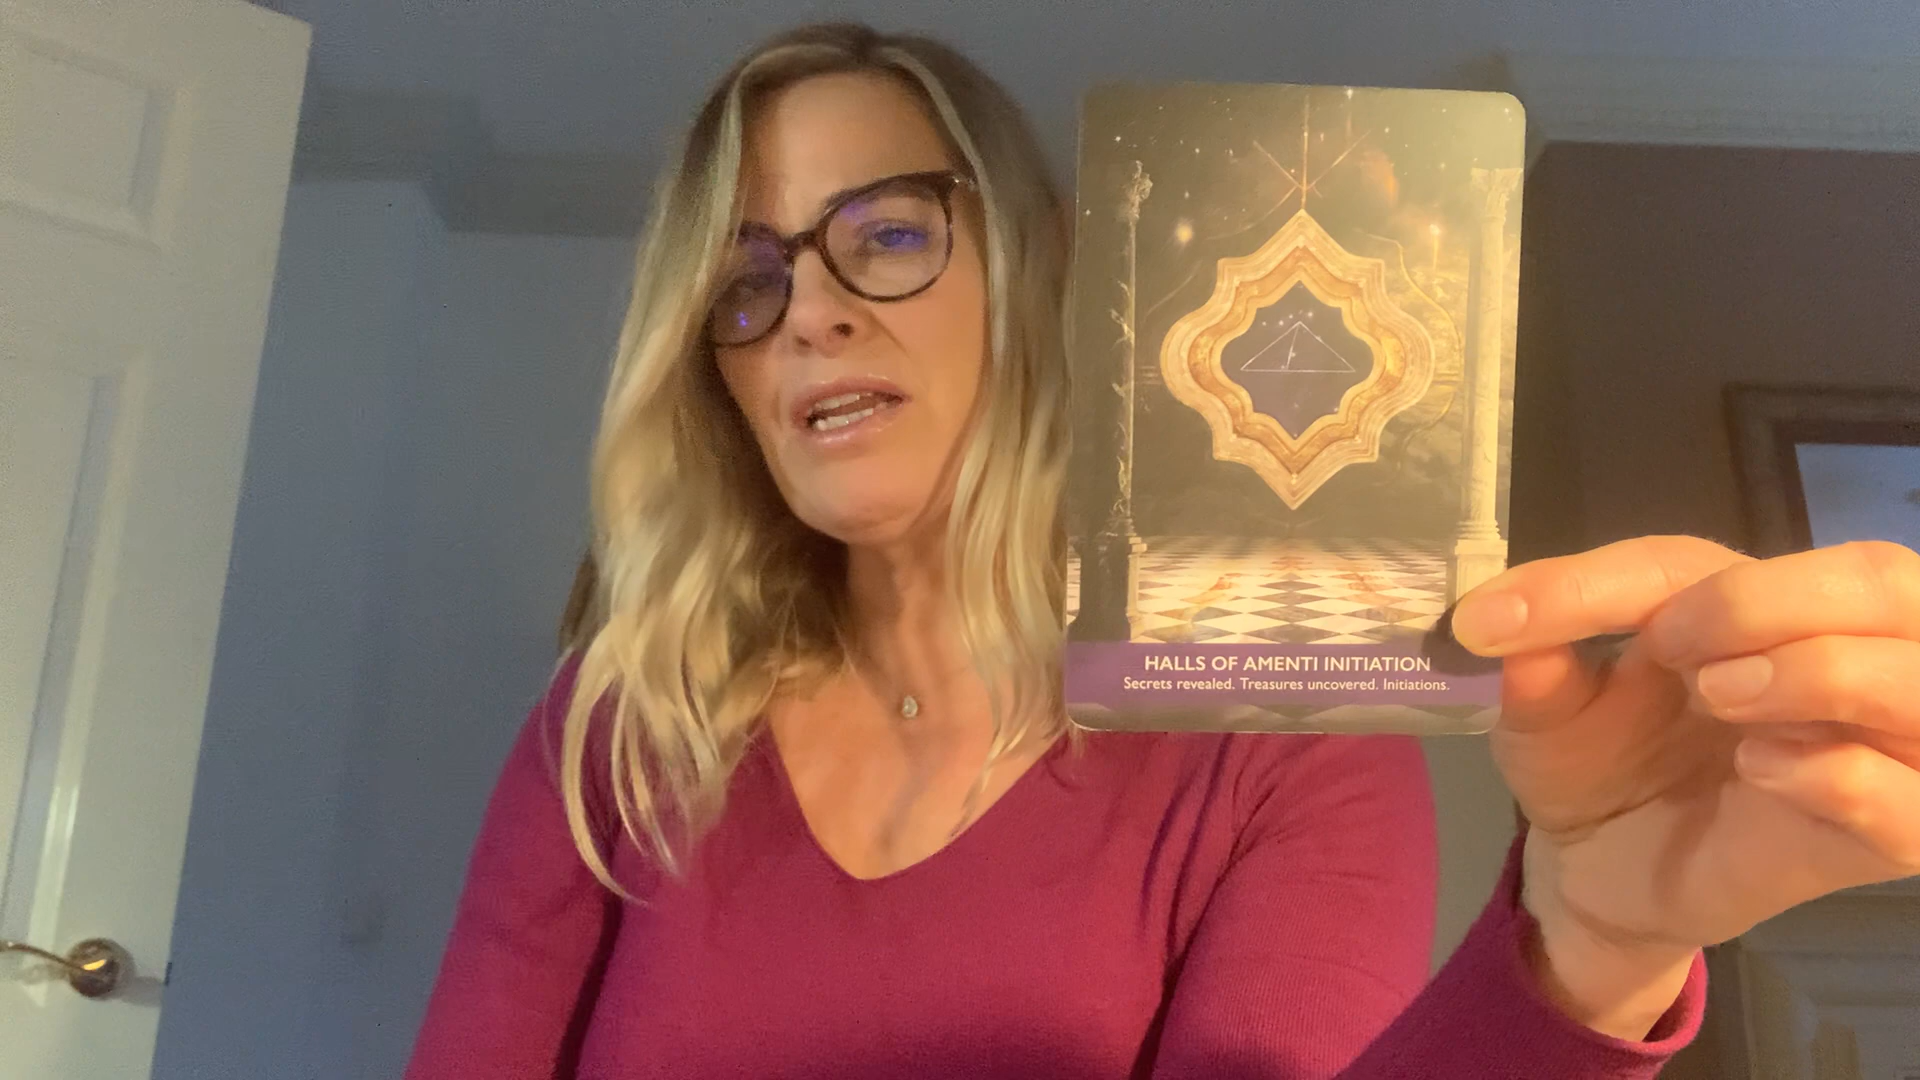 HALLS OF AMENTI INITIATION
Secrets revealed. Treasures uncovered. Initiations.